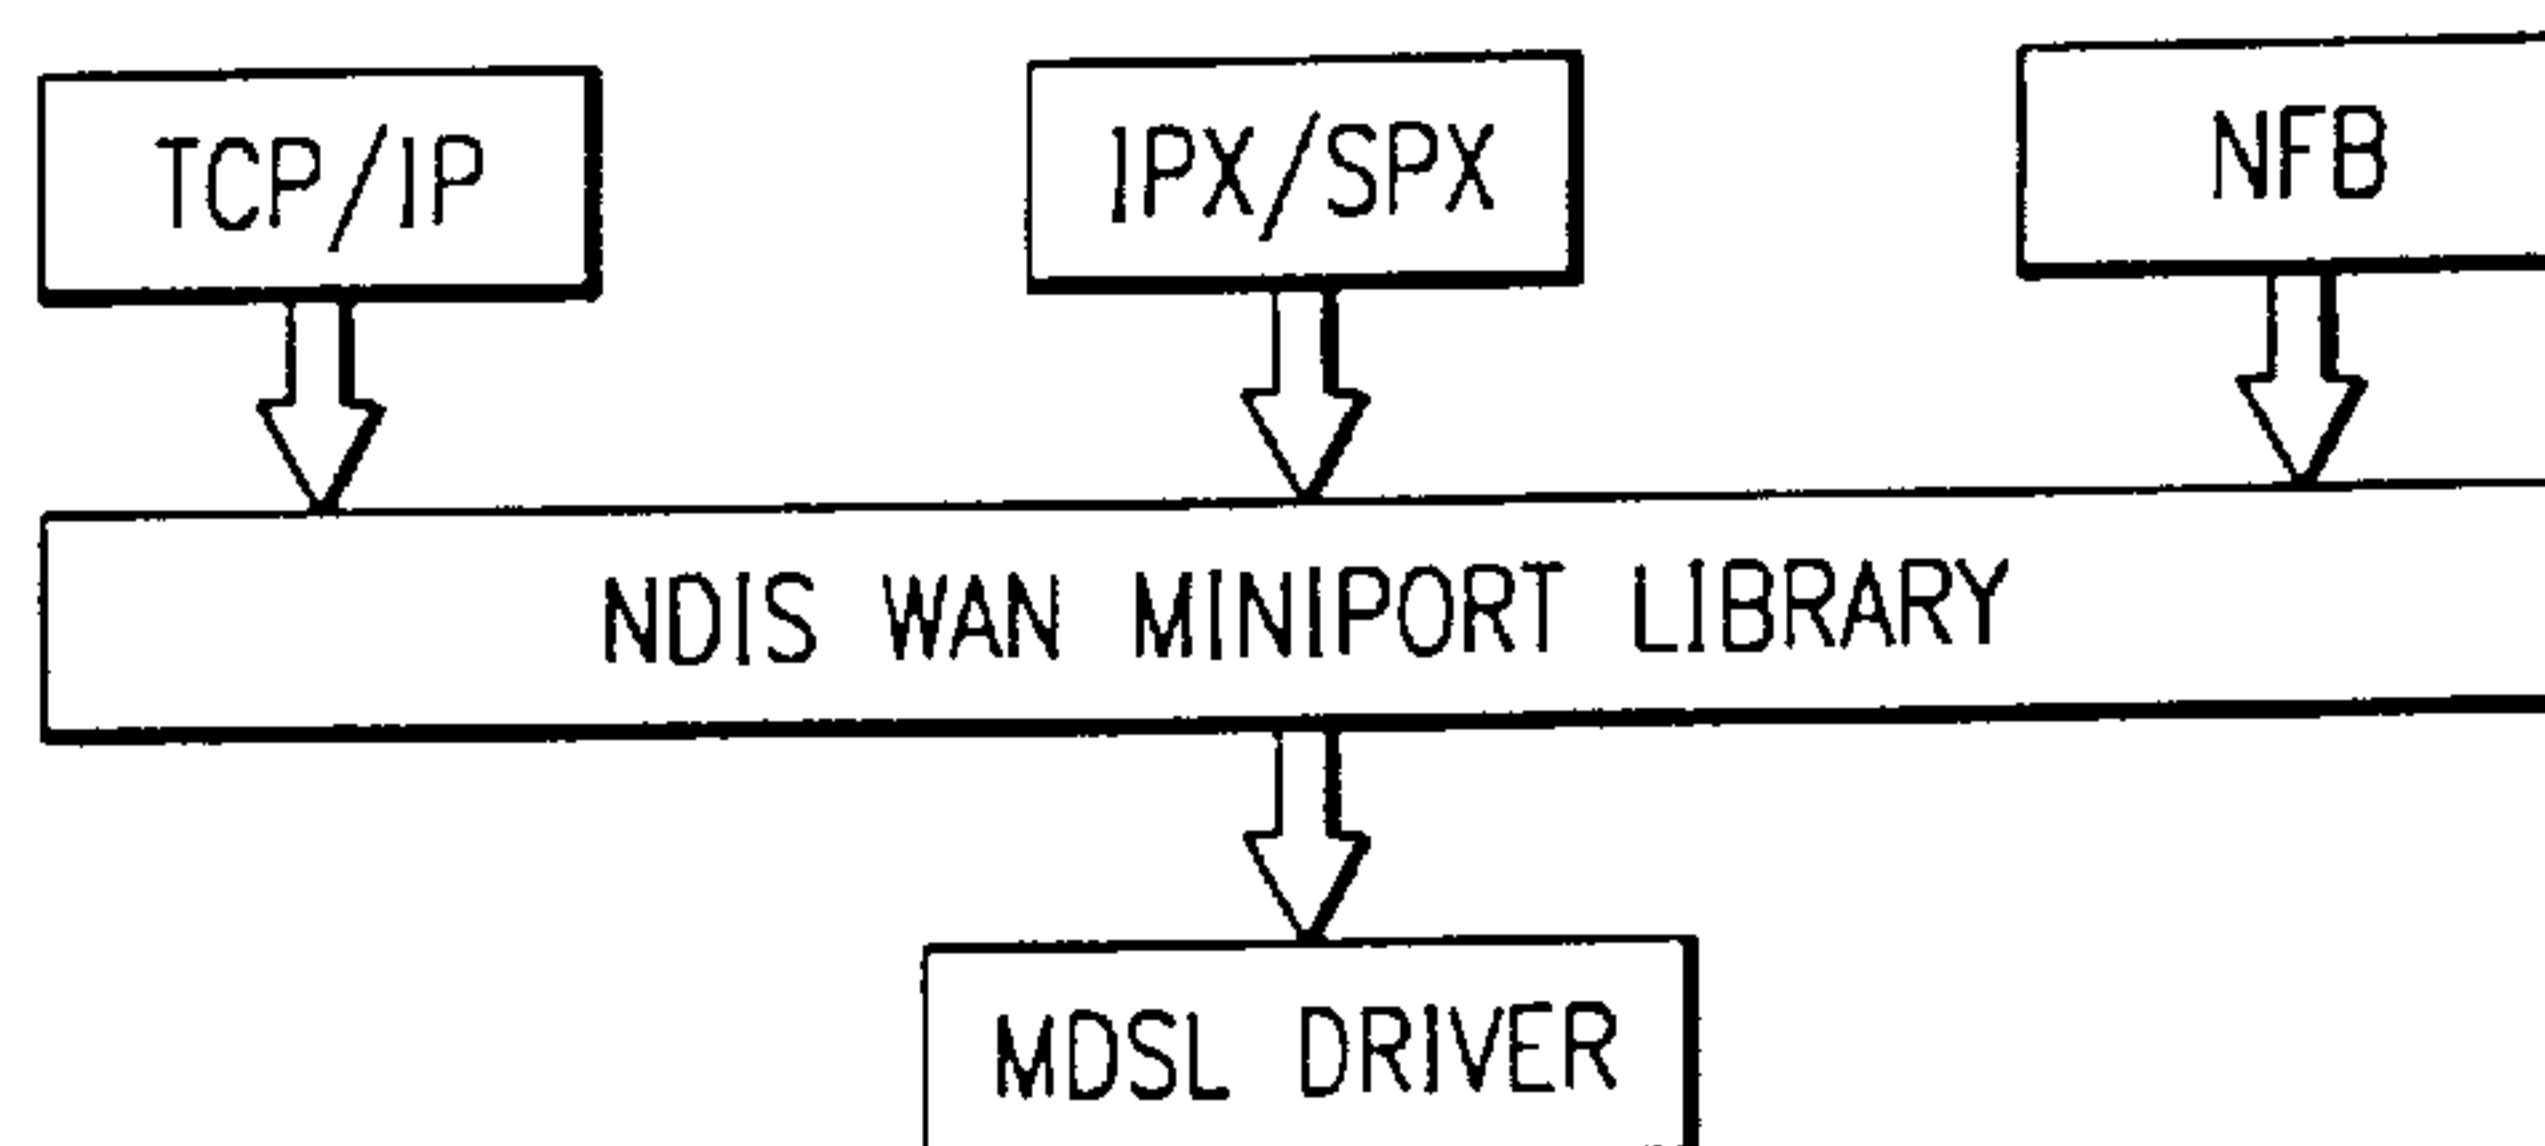 TCP/IP
IPX/SPX
NFB
NDIS WAN MINIPORT LIBRARY
MDSL DRIVER